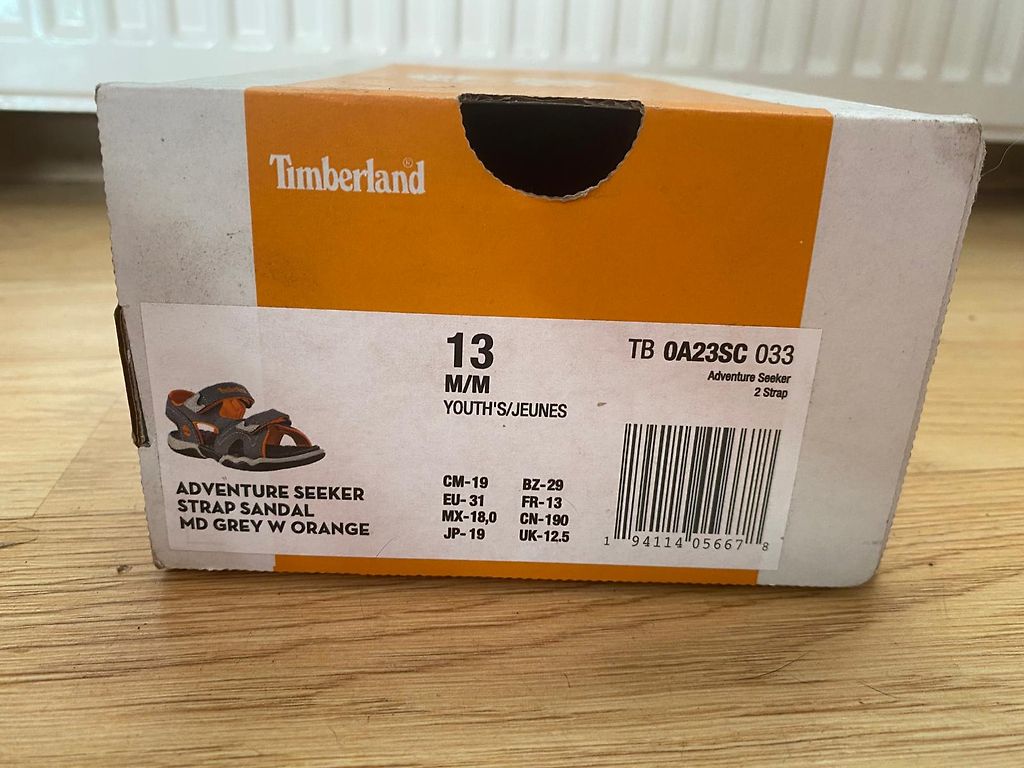 Timberland®
13
M/M
YOUTH'S/JEUNES
TB 0A23SC 033
Adventure Seeker
2 Strap
ADVENTURE SEEKER
STRAP SANDAL
MD GREY W ORANGE
CM-19 BZ-29
EU-31 FR-13
MX-18,0 CN-190
JP-19 UK-12.5
1 94114 05667 8